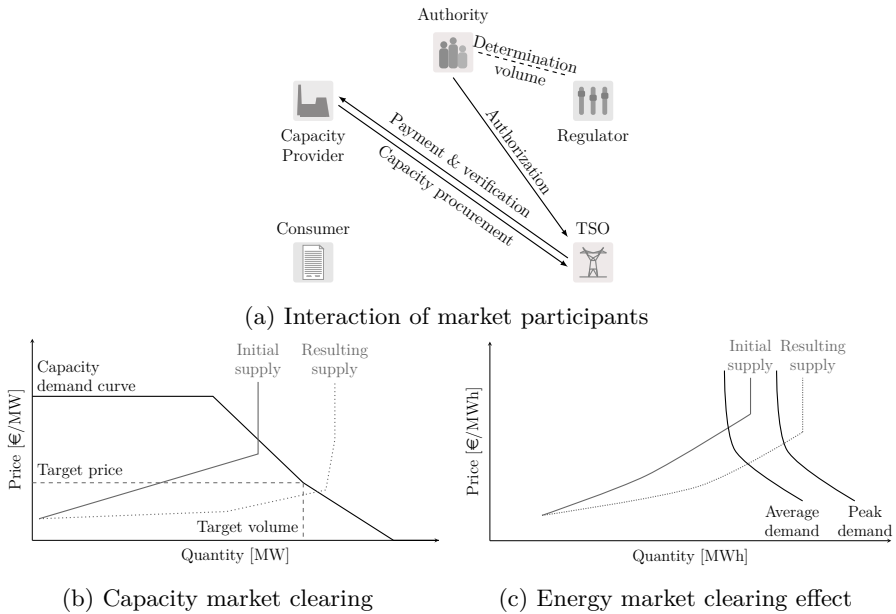 Authority
Determination
volume
Capacity
Provider
Regulator
Authorization
Payment & verification
Capacity procurement
Consumer
TSO
(a) Interaction of market participants
Price [€/MW]
Capacity
demand curve
Initial
supply
Resulting
supply
Target price
Target volume
Quantity [MW]
(b) Capacity market clearing
Price [€/MWh]
Initial
supply
Resulting
supply
Average
demand
Peak
demand
Quantity [MWh]
(c) Energy market clearing effect